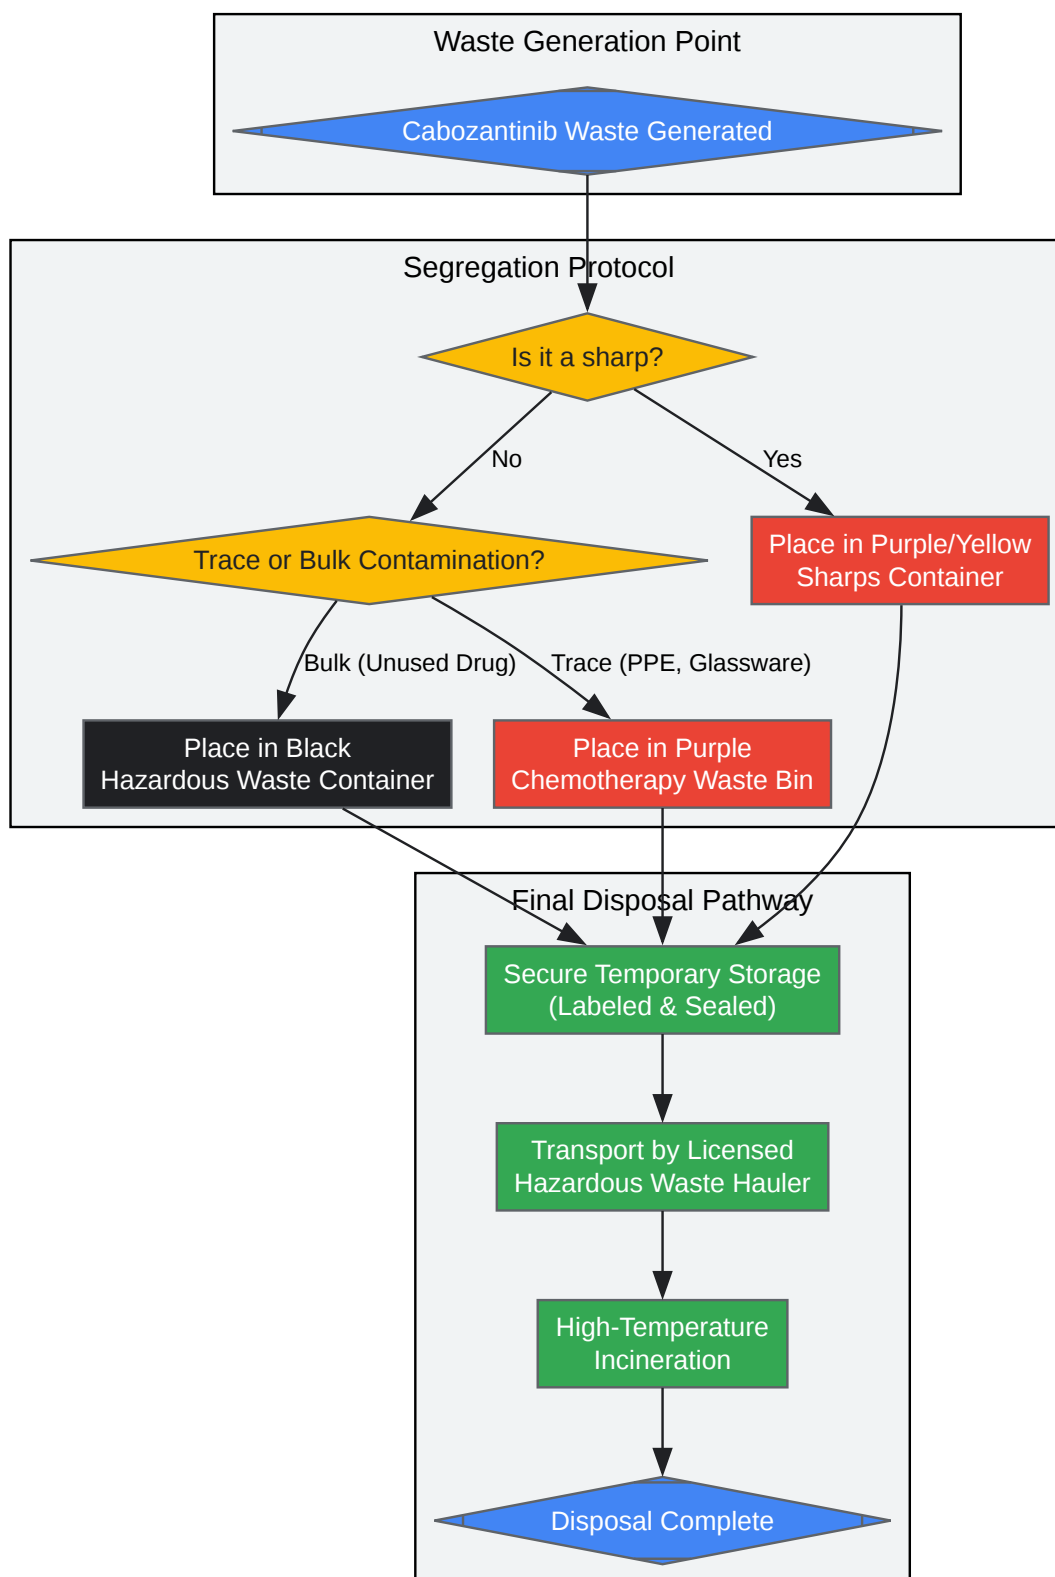 Waste Generation Point
Cabozantinib Waste Generated
Segregation Protocol
Is it a sharp?
No
Yes
Trace or Bulk Contamination?
Place in Purple/Yellow
Sharps Container
Bulk (Unused Drug)
Trace (PPE, Glassware)
Place in Black
Hazardous Waste Container
Place in Purple
Chemotherapy Waste Bin
Final Disposal Pathway
Secure Temporary Storage
(Labeled & Sealed)
Transport by Licensed
Hazardous Waste Hauler
High-Temperature
Incineration
Disposal Complete